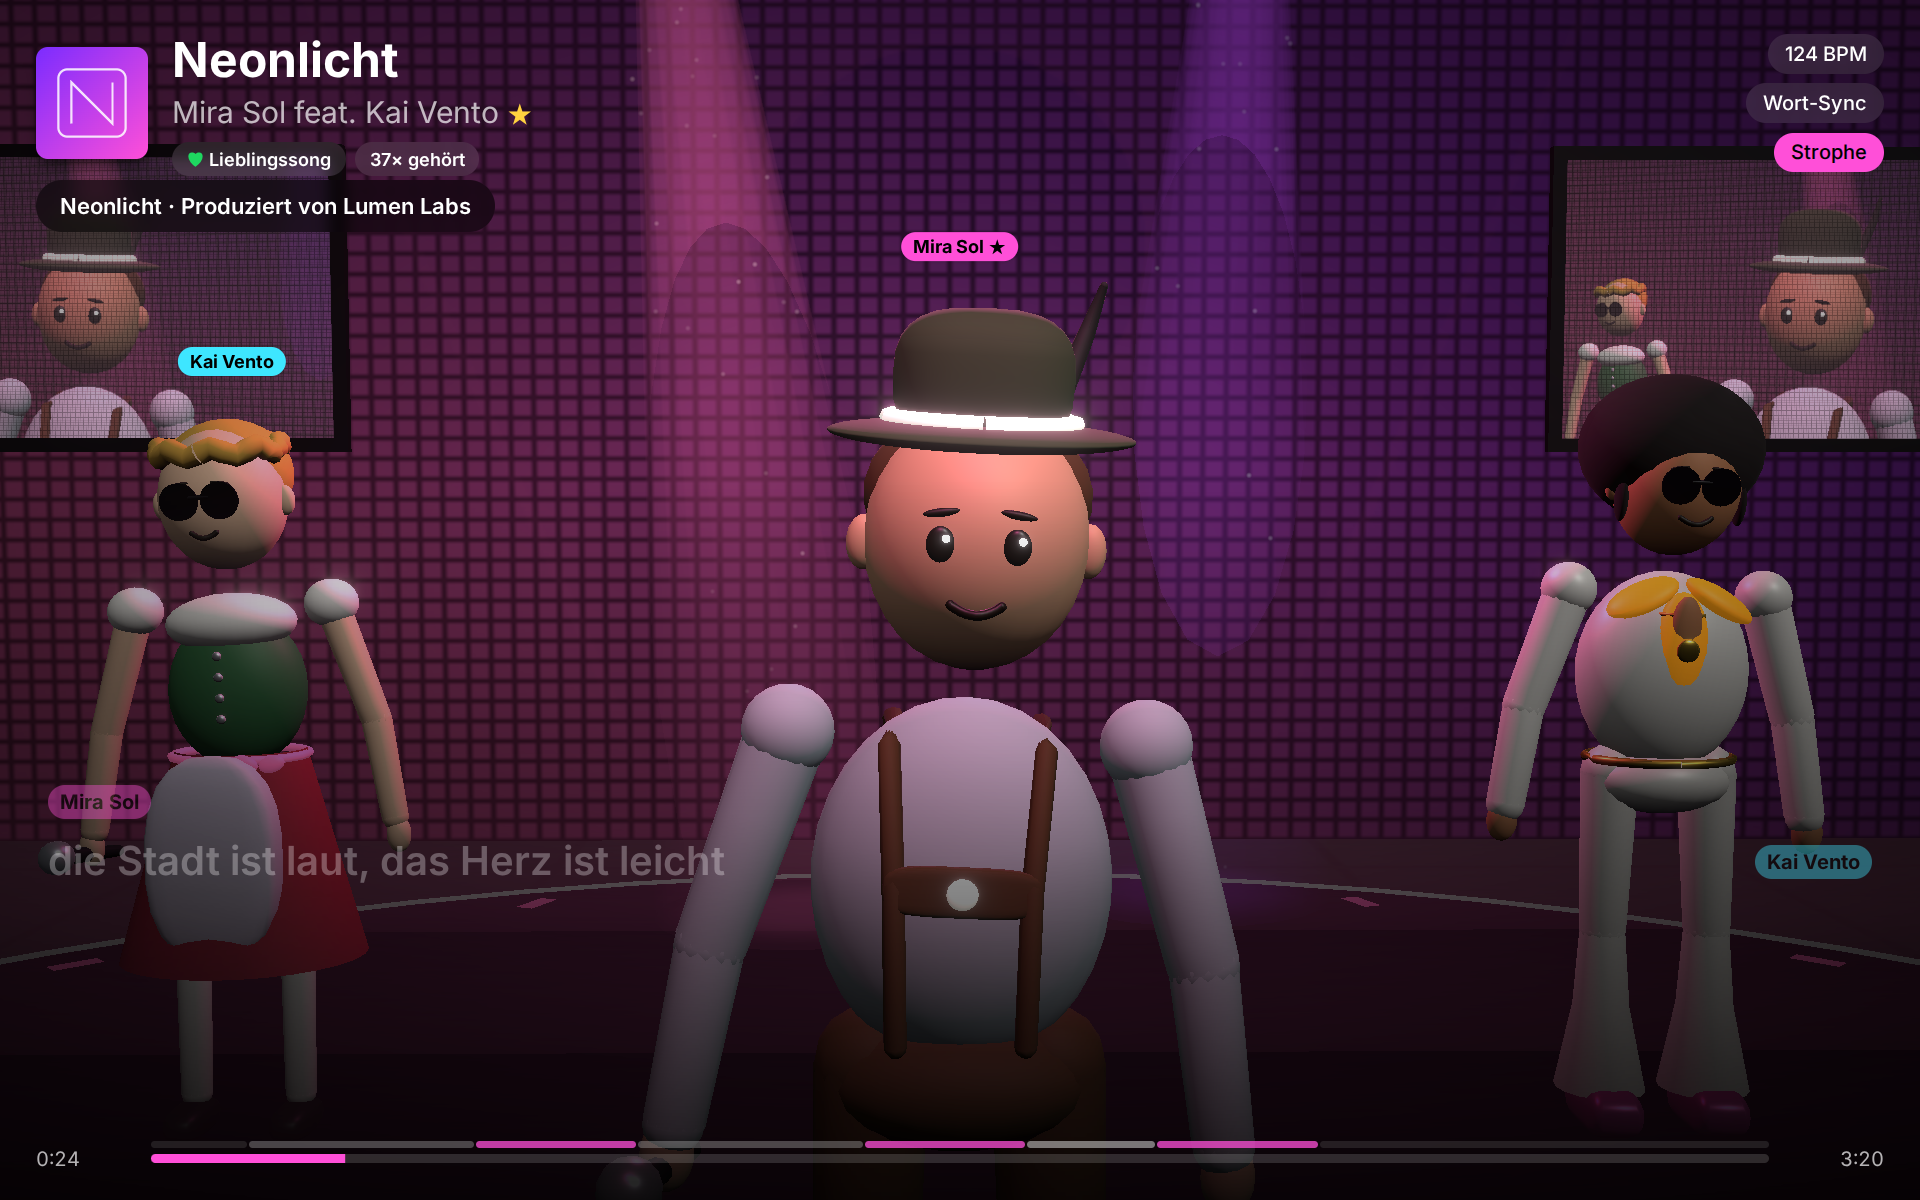 Neonlicht
Mira Sol feat. Kai Vento ★
Lieblingssong
37× gehört
Neonlicht · Produziert von Lumen Labs
124 BPM
Wort-Sync
Strophe
Mira Sol ★
Kai Vento
Mira Sol
die Stadt ist laut, das Herz ist leicht
Kai Vento
0:24
3:20